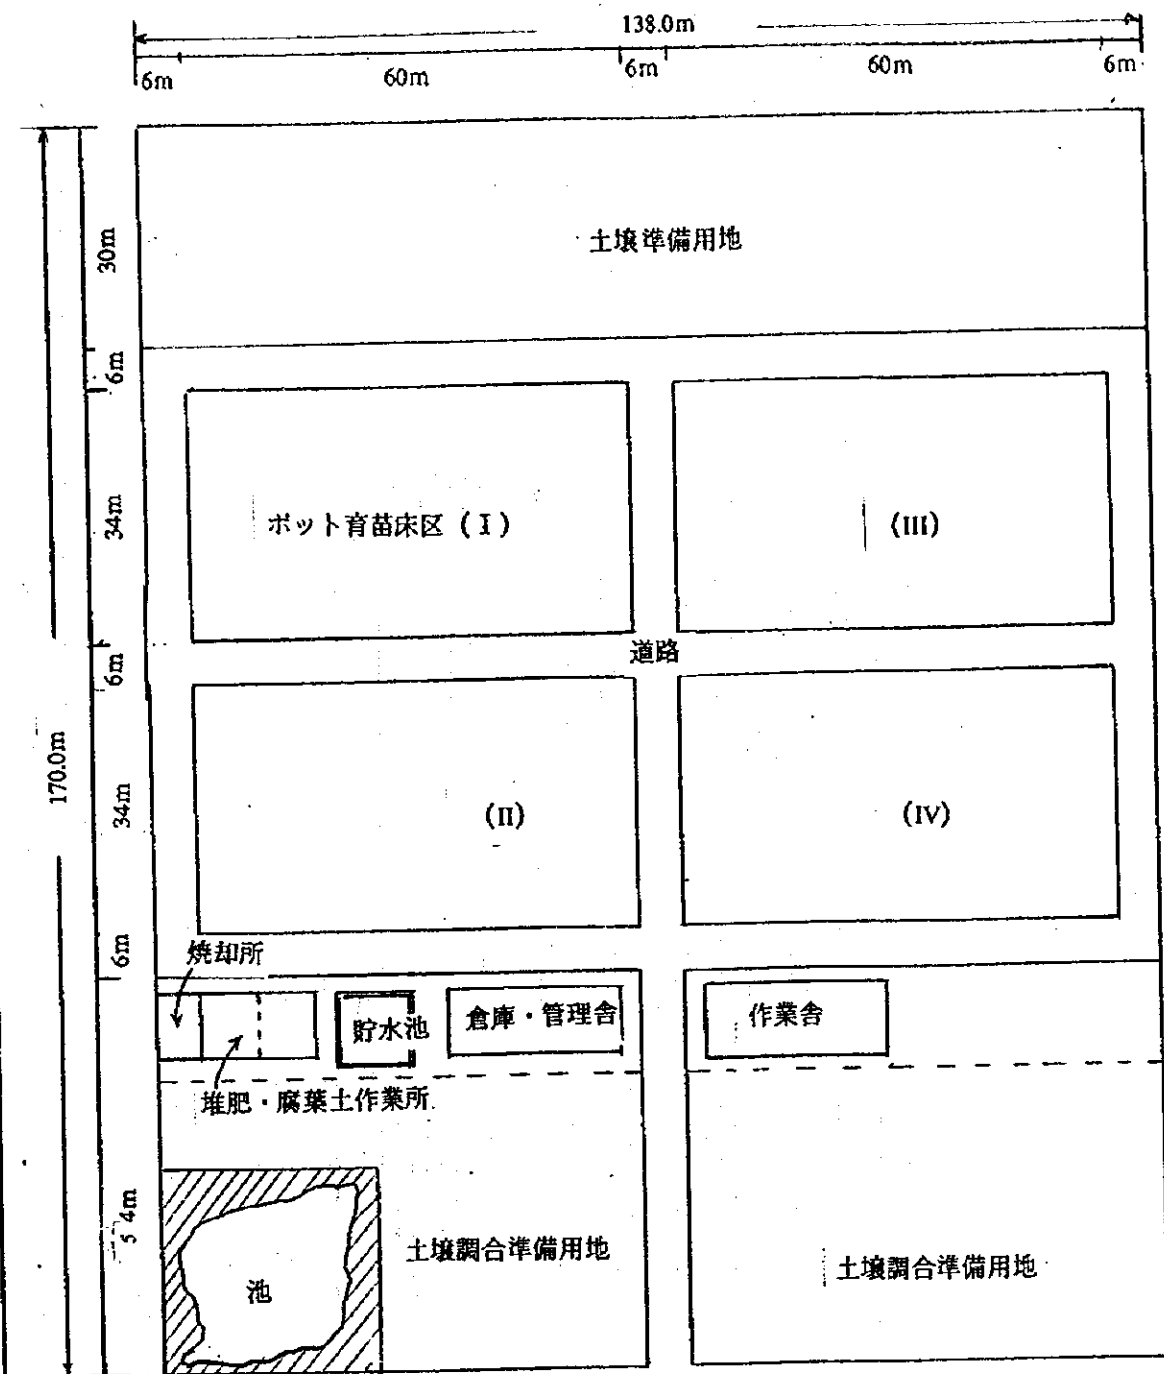 138.0m
6m 60m 6m 60m 6m
土壌準備用地
30m
6m
ポット育苗床区 (I)
(III)
34m
道路
6m
170.0m
34m
(II)
(IV)
6m
焼却所
貯水池
倉庫・管理舎
作業舎
堆肥・腐葉土作業所
54m
土壌調合準備用地
土壌調合準備用地
池